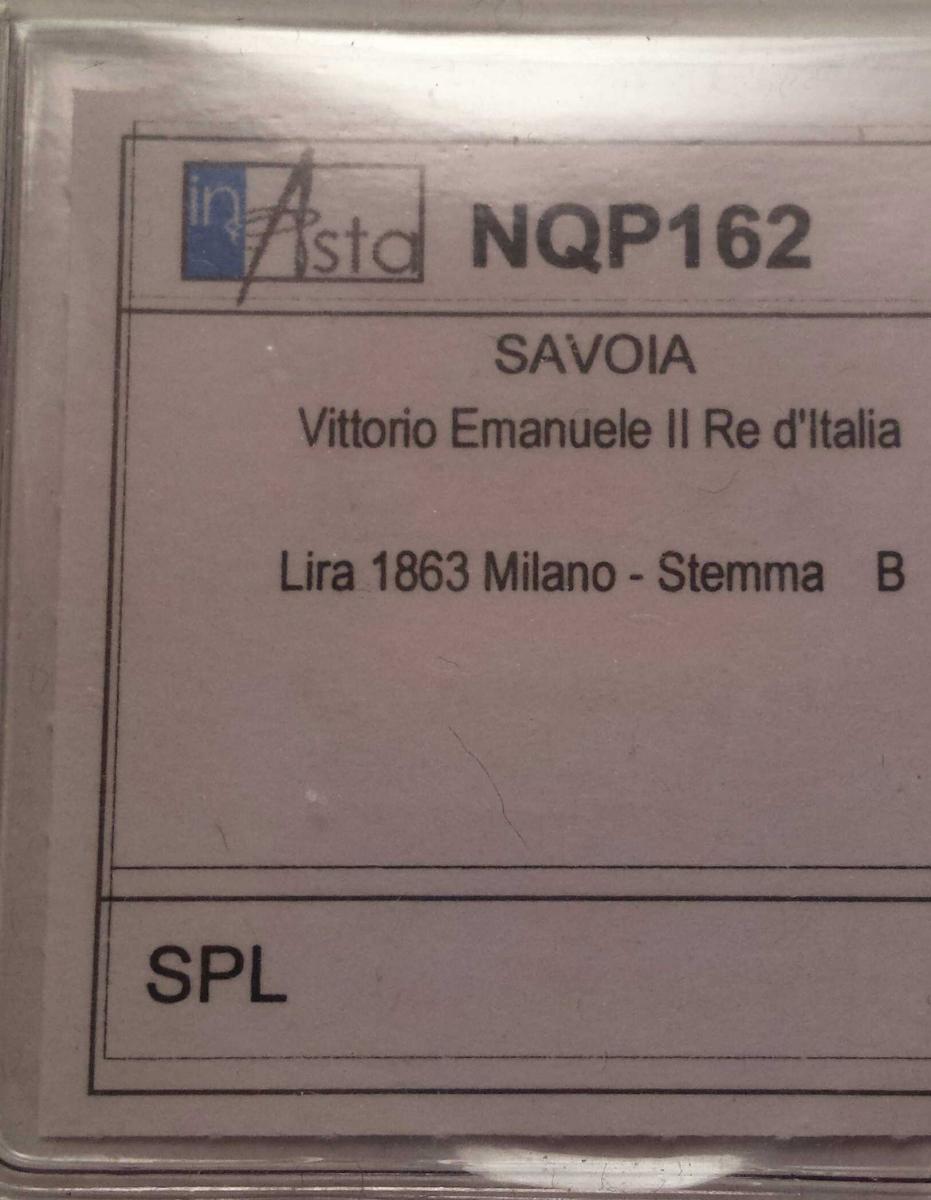 inAsta NQP162
SAVOIA
Vittorio Emanuele II Re d'Italia
Lira 1863 Milano - Stemma B
SPL